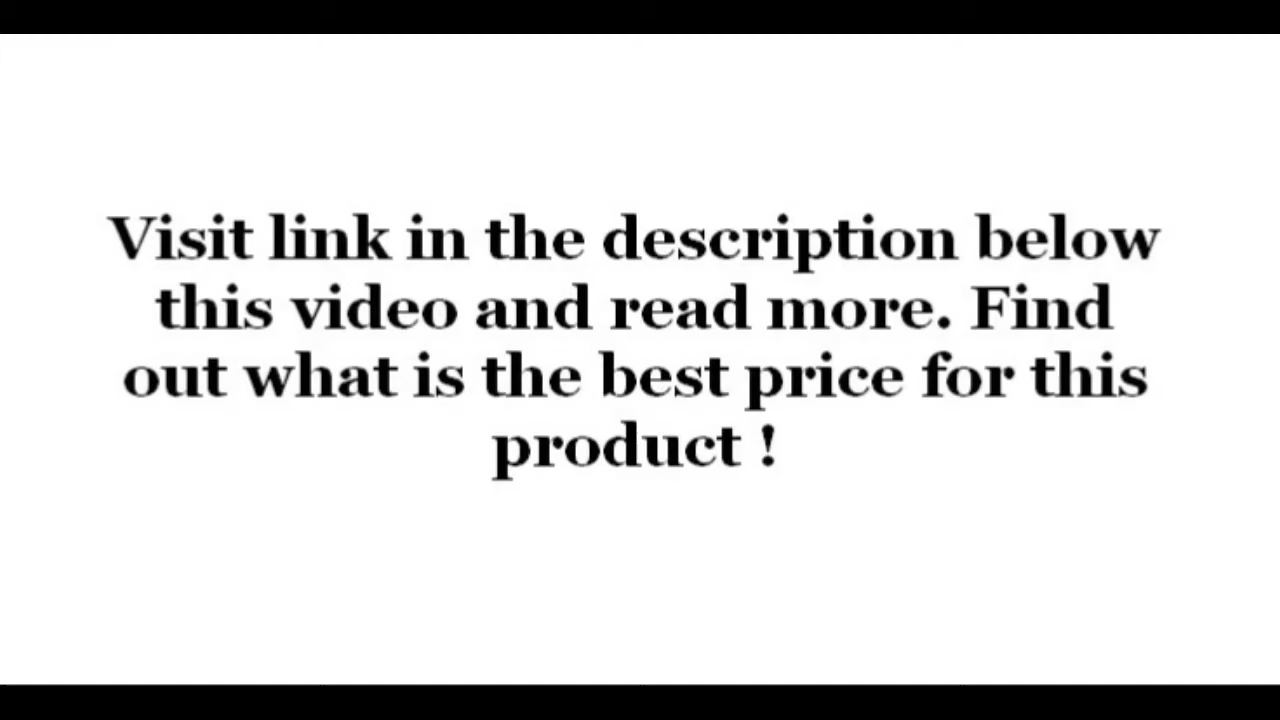 Visit link in the description below
this video and read more. Find
out what is the best price for this
product !